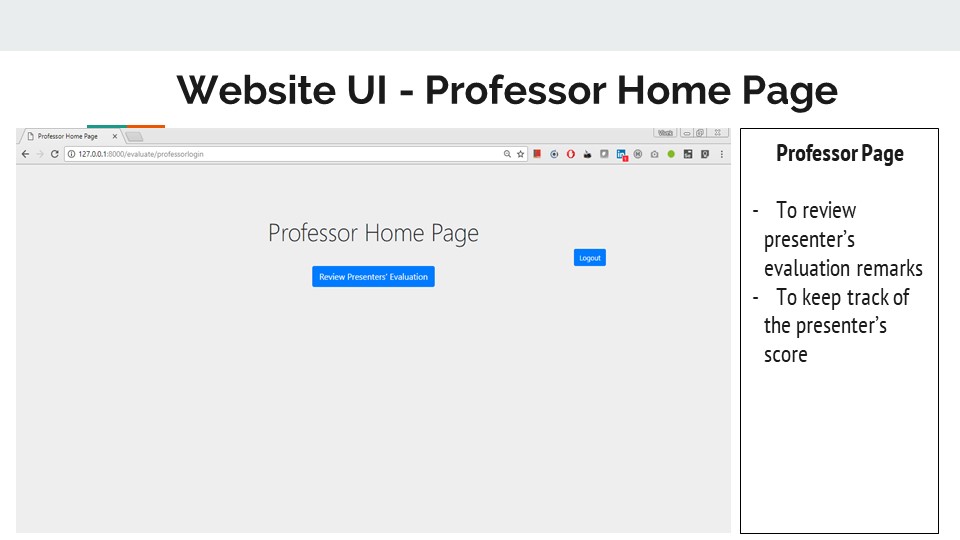 Website UI - Professor Home Page
Professor Home Page
Work
127.0.0.1:8000/evaluate/professorlogin
Professor Home Page
Logout
Review Presenters' Evaluation
Professor Page
- To review
presenter’s
evaluation remarks
- To keep track of
the presenter’s
score